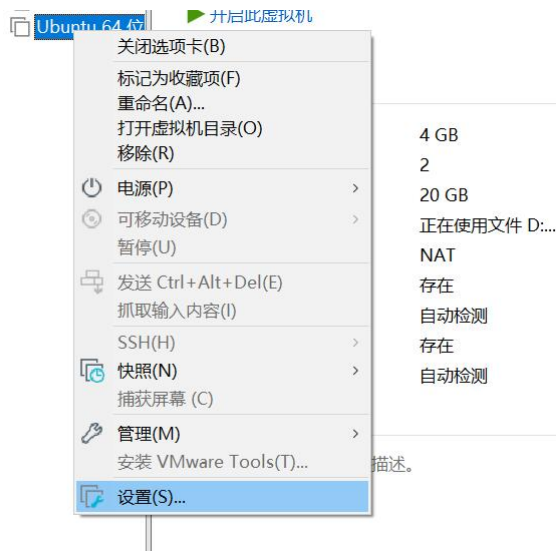 Ubuntu 64 位
开启此虚拟机
关闭选项卡(B)
标记为收藏项(F)
重命名(A)...
打开虚拟机目录(O)
移除(R)
电源(P)
可移动设备(D)
暂停(U)
发送 Ctrl+Alt+Del(E)
抓取输入内容(I)
SSH(H)
快照(N)
捕获屏幕 (C)
管理(M)
安装 VMware Tools(T)...
设置(S)...
4 GB
2
20 GB
正在使用文件 D:...
NAT
存在
自动检测
存在
自动检测
描述。